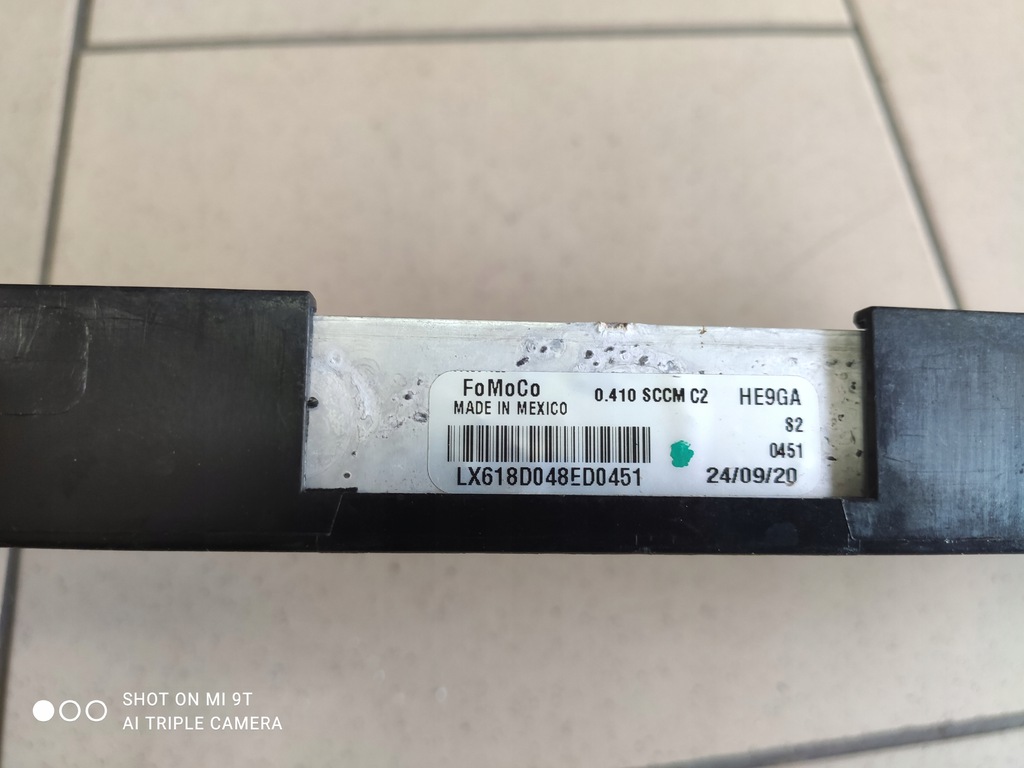 FoMoCo 0.410 SCCM C2 HE9GA
MADE IN MEXICO
S2
0451
LX618D048ED0451 24/09/20
SHOT ON MI 9T
AI TRIPLE CAMERA